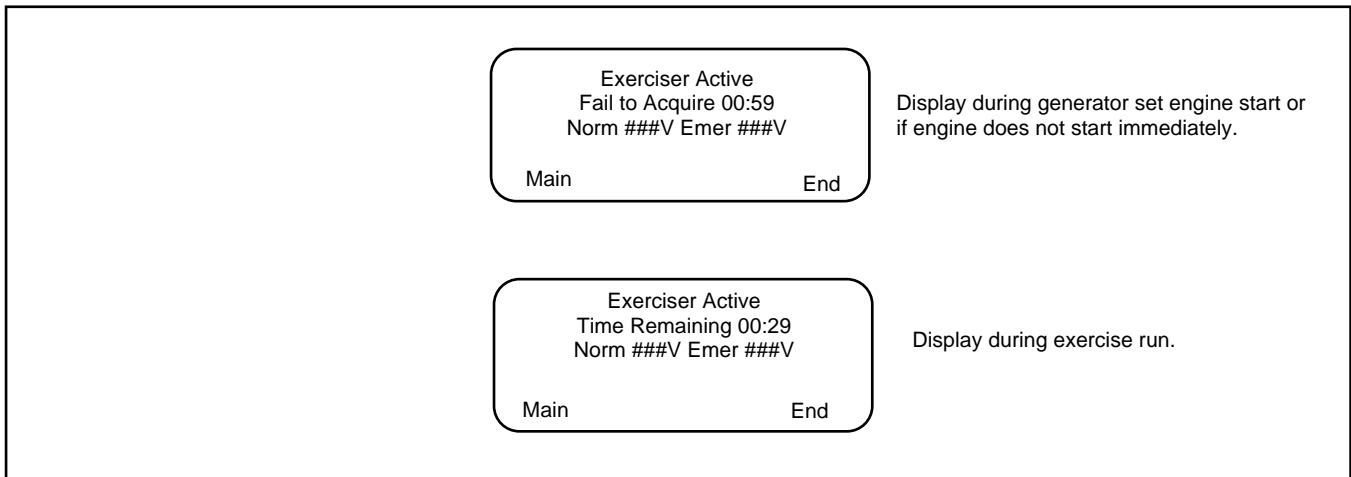 Exerciser Active
Fail to Acquire 00:59
Norm ###V Emer ###V
Main End
Display during generator set engine start or
if engine does not start immediately.
Exerciser Active
Time Remaining 00:29
Norm ###V Emer ###V
Main End
Display during exercise run.